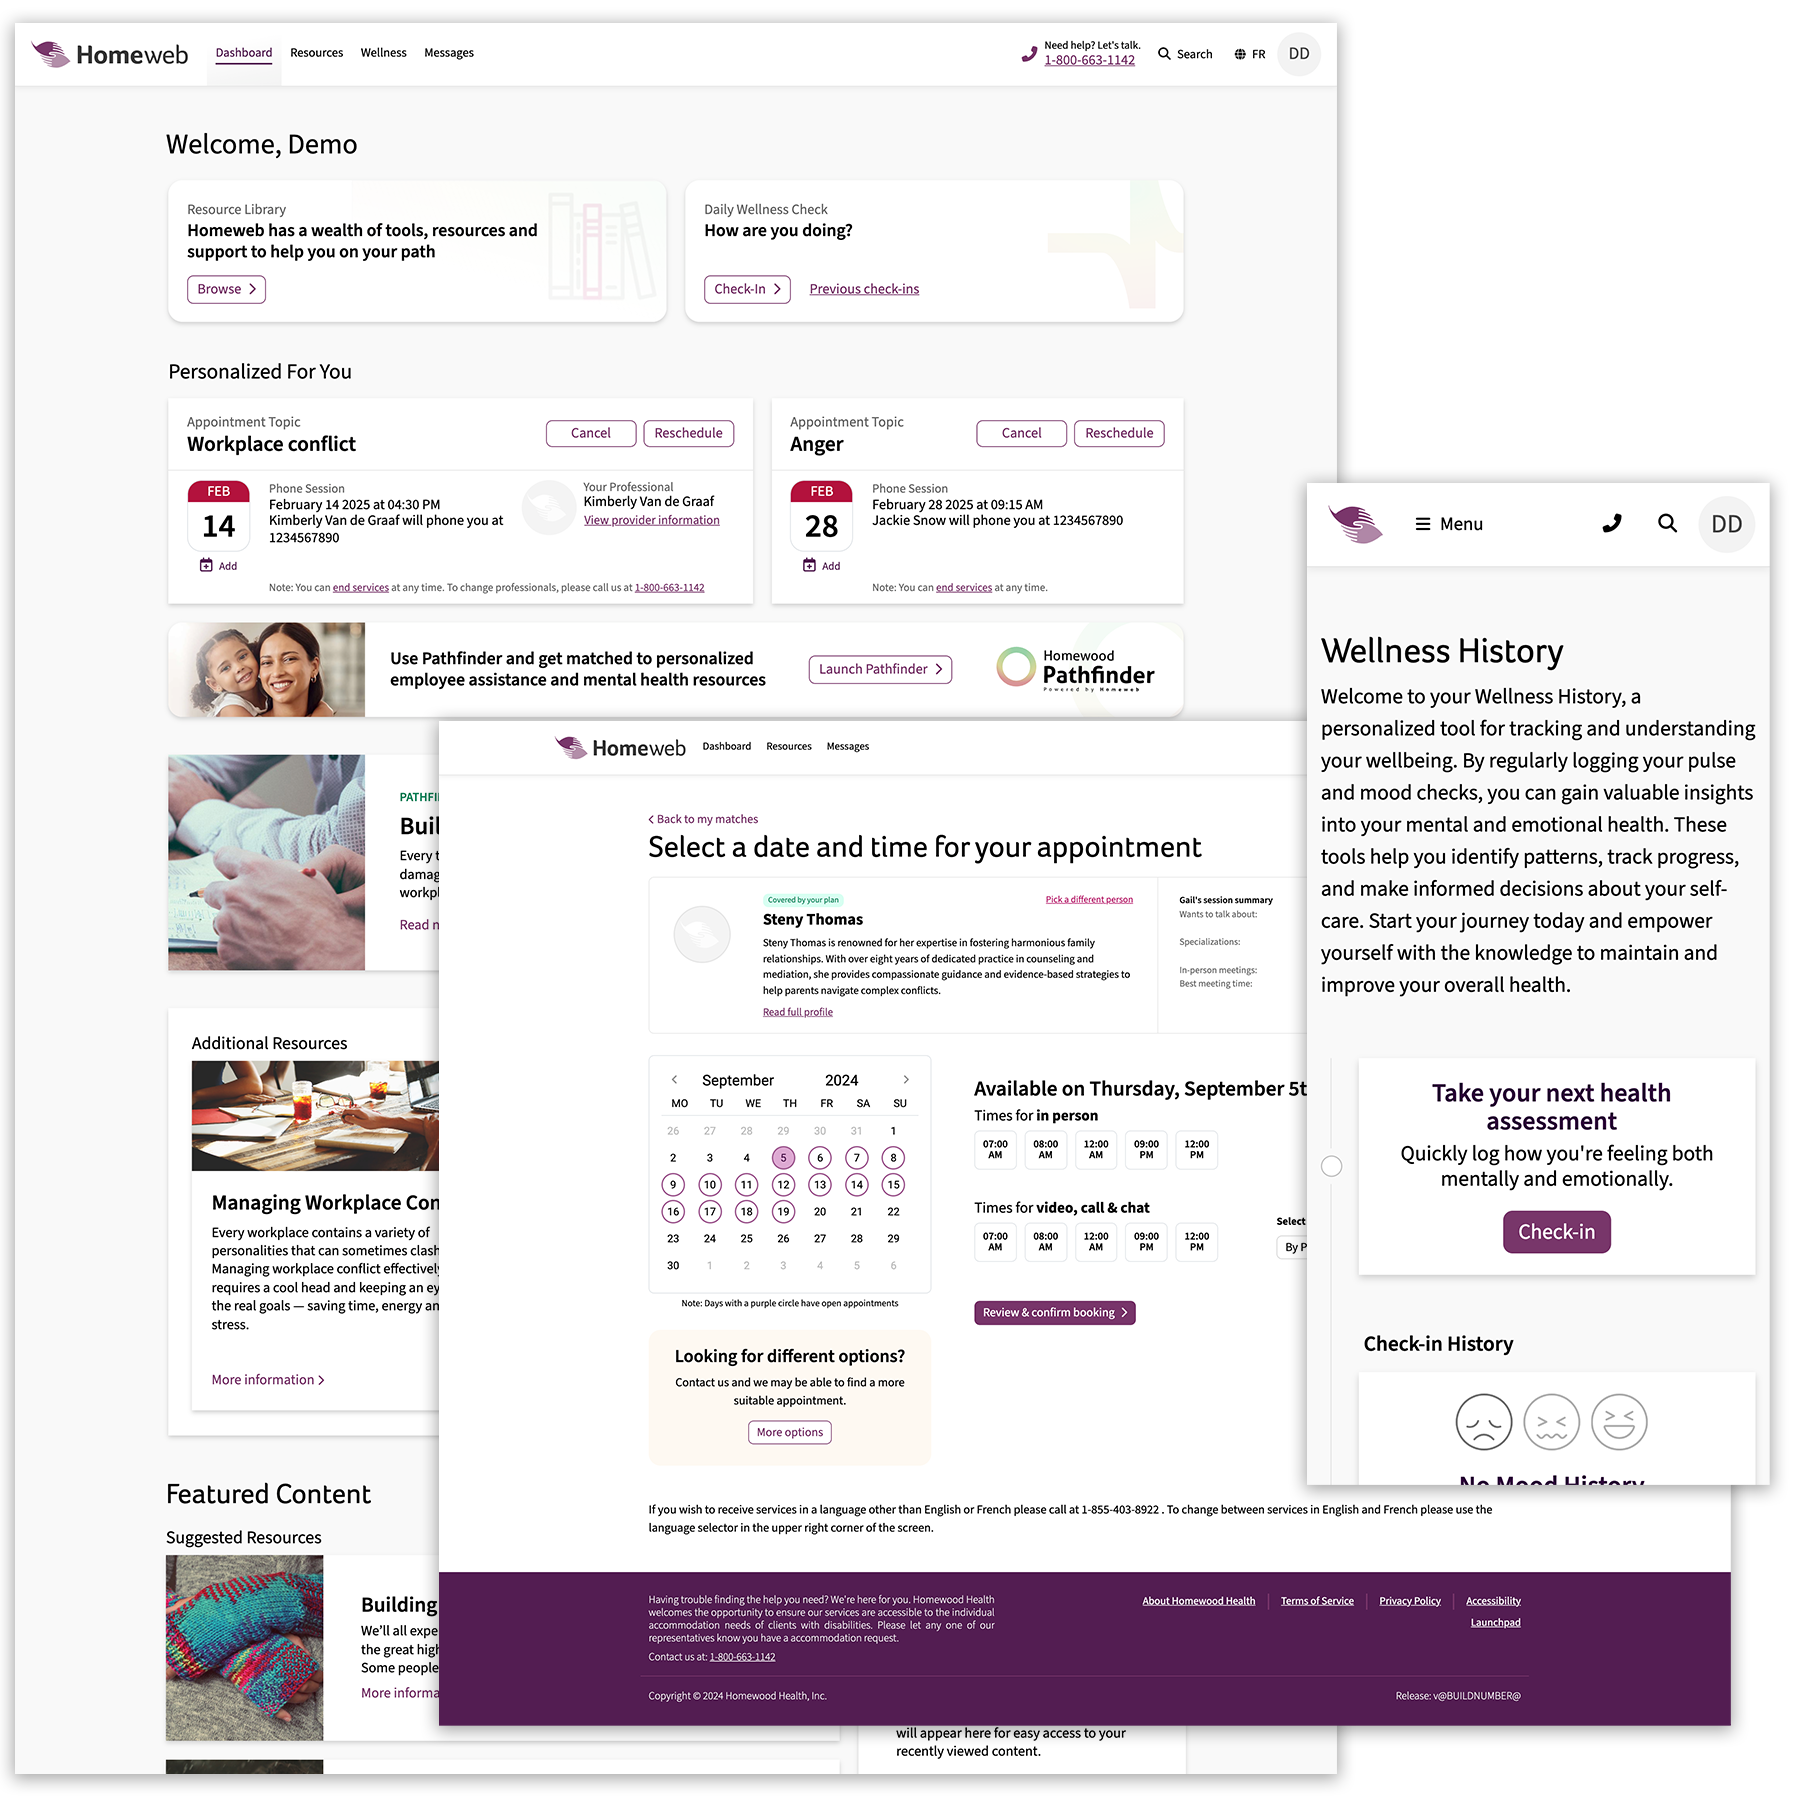 Homeweb
Dashboard
Resources
Wellness
Messages
Need help? Let's talk.
1-800-663-1142
Search
FR
DD
Welcome, Demo
Resource Library
Homeweb has a wealth of tools, resources and
support to help you on your path
Browse
Daily Wellness Check
How are you doing?
Check-In
Previous check-ins
Personalized For You
Appointment Topic
Workplace conflict
Cancel
Reschedule
FEB
14
Add
Phone Session
February 14 2025 at 04:30 PM
Kimberly Van de Graaf will phone you at
1234567890
Your Professional
Kimberly Van de Graaf
View provider information
Note: You can end services at any time. To change professionals, please call us at 1-800-663-1142
Appointment Topic
Anger
Cancel
Reschedule
FEB
28
Add
Phone Session
February 28 2025 at 09:15 AM
Jackie Snow will phone you at 1234567890
Note: You can end services at any time.
Use Pathfinder and get matched to personalized
employee assistance and mental health resources
Launch Pathfinder
Homewood
Pathfinder
Powered by Homeweb
PATHFI
Buil
Every t
damag
workpl
Read n
Additional Resources
Managing Workplace Con
Every workplace contains a variety of
personalities that can sometimes clash
Managing workplace conflict effectively
requires a cool head and keeping an ey
the real goals — saving time, energy an
stress.
More information
Featured Content
Suggested Resources
Building
We'll all expe
the great high
Some people
More informa
will appear here for easy access to your
recently viewed content.
Homeweb
Dashboard
Resources
Messages
Back to my matches
Select a date and time for your appointment
Covered by your plan
Pick a different person
Steny Thomas
Steny Thomas is renowned for her expertise in fostering harmonious family
relationships. With over eight years of dedicated practice in counseling and
mediation, she provides compassionate guidance and evidence-based strategies to
help parents navigate complex conflicts.
Read full profile
Gail's session summary
Wants to talk about:
Specializations:
In-person meetings:
Best meeting time:
September 2024
MO TU WE TH FR SA SU
26 27 28 29 30 31 1
2 3 4 5 6 7 8
9 10 11 12 13 14 15
16 17 18 19 20 21 22
23 24 25 26 27 28 29
30 1 2 3 4 5 6
Note: Days with a purple circle have open appointments
Available on Thursday, September 5t
Times for in person
07:00 AM
08:00 AM
12:00 AM
09:00 PM
12:00 PM
Times for video, call & chat
07:00 AM
08:00 AM
12:00 AM
09:00 PM
12:00 PM
Select
By P
Review & confirm booking
Looking for different options?
Contact us and we may be able to find a more
suitable appointment.
More options
If you wish to receive services in a language other than English or French please call at 1-855-403-8922 . To change between services in English and French please use the
language selector in the upper right corner of the screen.
Having trouble finding the help you need? We're here for you. Homewood Health
welcomes the opportunity to ensure our services are accessible to the individual
accommodation needs of clients with disabilities. Please let any one of our
representatives know you have a accommodation request.
Contact us at: 1-800-663-1142
About Homewood Health
Terms of Service
Privacy Policy
Accessibility
Launchpad
Copyright © 2024 Homewood Health, Inc.
Release: v@BUILDNUMBER@
Menu
DD
Wellness History
Welcome to your Wellness History, a
personalized tool for tracking and understanding
your wellbeing. By regularly logging your pulse
and mood checks, you can gain valuable insights
into your mental and emotional health. These
tools help you identify patterns, track progress,
and make informed decisions about your self-
care. Start your journey today and empower
yourself with the knowledge to maintain and
improve your overall health.
Take your next health
assessment
Quickly log how you're feeling both
mentally and emotionally.
Check-in
Check-in History
No Mood History